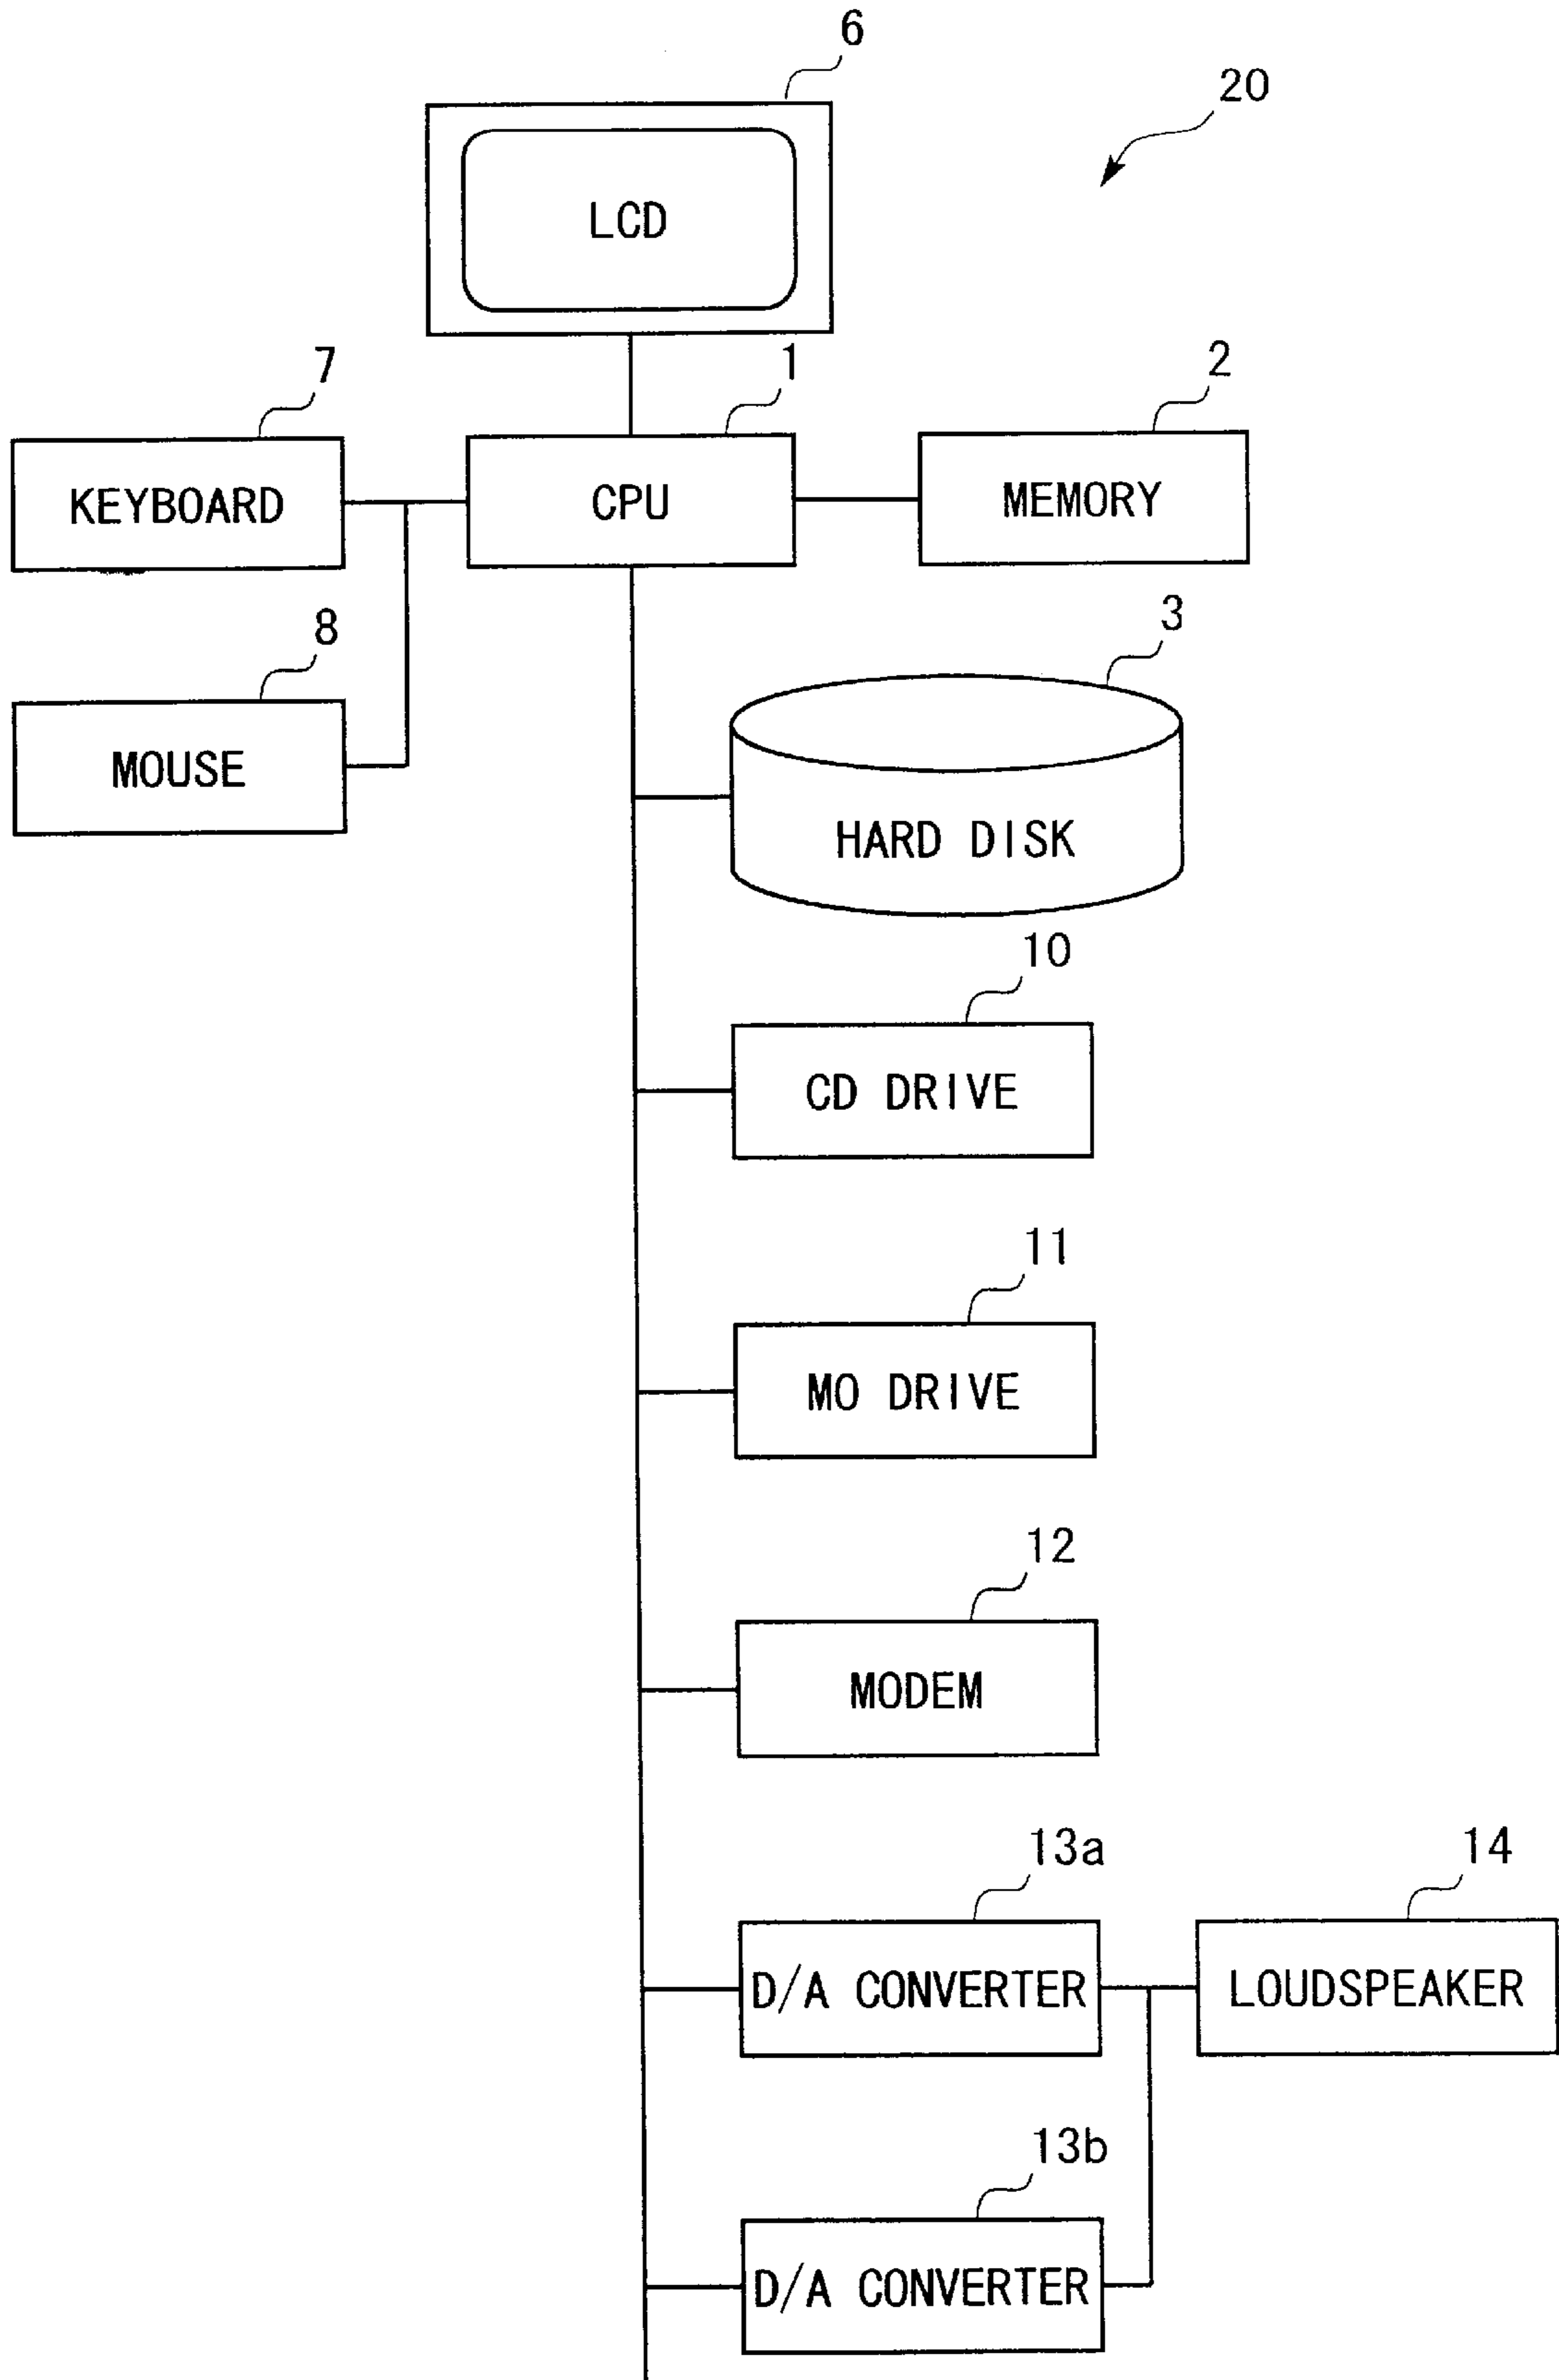 6
20
LCD
7
1
2
KEYBOARD
CPU
MEMORY
8
3
MOUSE
HARD DISK
10
CD DRIVE
11
MO DRIVE
12
MODEM
13a
14
D/A CONVERTER
LOUDSPEAKER
13b
D/A CONVERTER